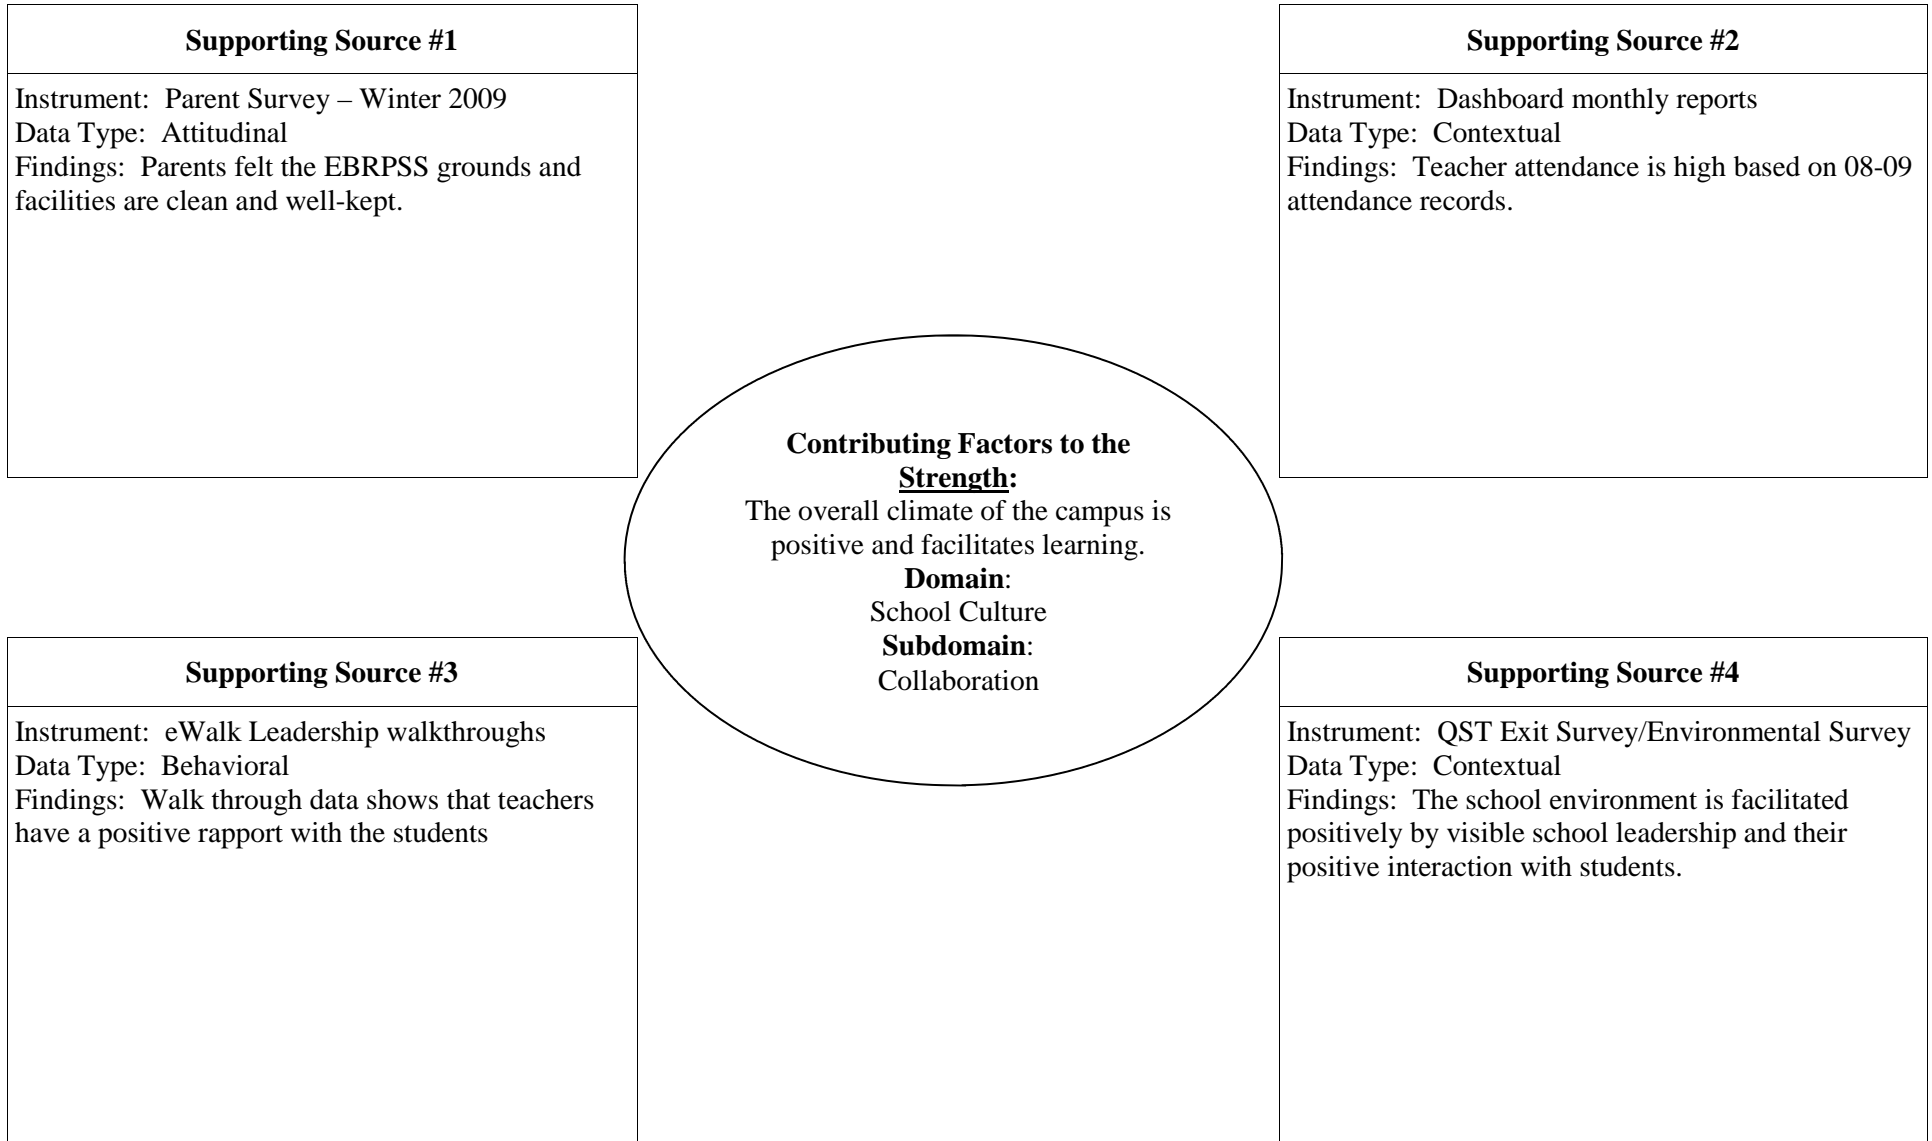 Supporting Source #1
Instrument:  Parent Survey – Winter 2009
Data Type:  Attitudinal
Findings:  Parents felt the EBRPSS grounds and
facilities are clean and well-kept.
Supporting Source #2
Instrument:  Dashboard monthly reports
Data Type:  Contextual
Findings:  Teacher attendance is high based on 08-09
attendance records.
Contributing Factors to the
Strength:
The overall climate of the campus is
positive and facilitates learning.
Domain:
School Culture
Subdomain:
Collaboration
Supporting Source #3
Instrument:  eWalk Leadership walkthroughs
Data Type:  Behavioral
Findings:  Walk through data shows that teachers
have a positive rapport with the students
Supporting Source #4
Instrument:  QST Exit Survey/Environmental Survey
Data Type:  Contextual
Findings:  The school environment is facilitated
positively by visible school leadership and their
positive interaction with students.